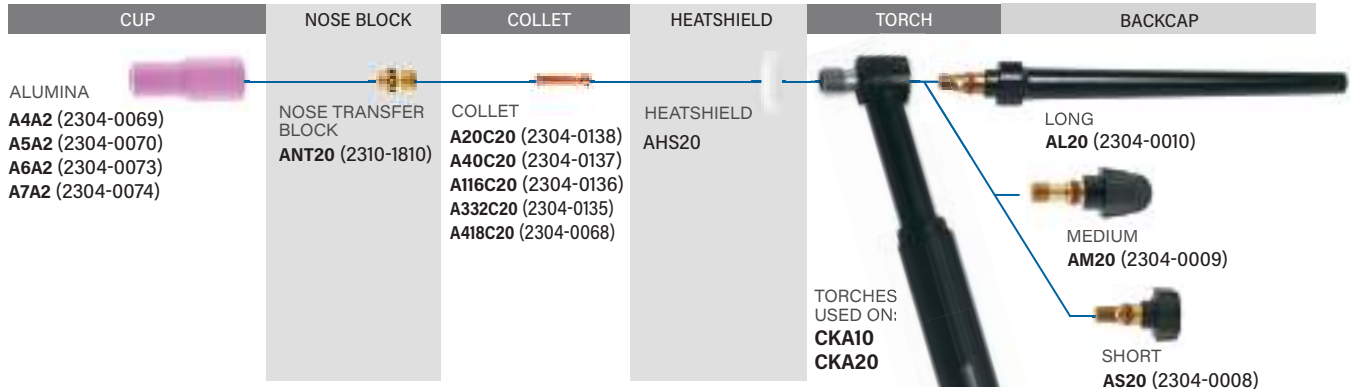 CUP
NOSE BLOCK
COLLET
HEATSHIELD
TORCH
BACKCAP
ALUMINA
A4A2 (2304-0069)
A5A2 (2304-0070)
A6A2 (2304-0073)
A7A2 (2304-0074)
NOSE TRANSFER
BLOCK
ANT20 (2310-1810)
COLLET
A20C20 (2304-0138)
A40C20 (2304-0137)
A116C20 (2304-0136)
A332C20 (2304-0135)
A418C20 (2304-0068)
HEATSHIELD
AHS20
TORCHES
USED ON:
CKA10
CKA20
LONG
AL20 (2304-0010)
MEDIUM
AM20 (2304-0009)
SHORT
AS20 (2304-0008)